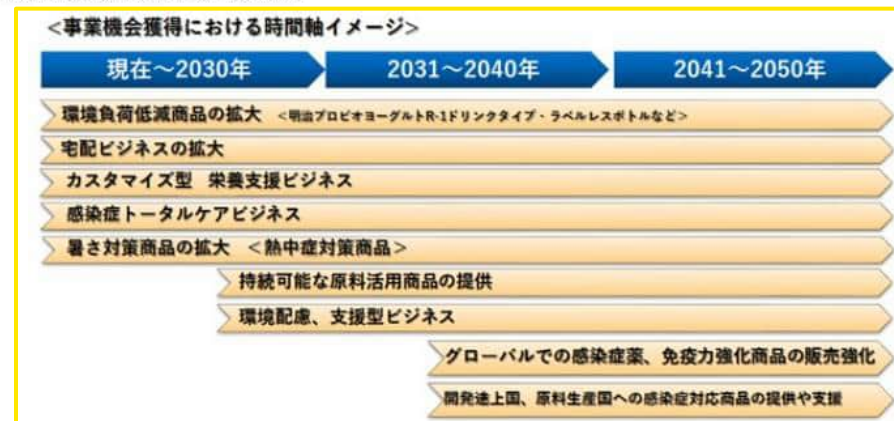 <事業機会獲得における時間軸イメージ>
現在～2030年
2031～2040年
2041～2050年
環境負荷低減商品の拡大 <明治プロビオヨーグルトR-1ドリンクタイプ・ラベルレスボトルなど>
宅配ビジネスの拡大
カスタマイズ型 栄養支援ビジネス
感染症トータルケアビジネス
暑さ対策商品の拡大 <熱中症対策商品>
持続可能な原料活用商品の提供
環境配慮、支援型ビジネス
グローバルでの感染症薬、免疫力強化商品の販売強化
開発途上国、原料生産国への感染症対応商品の提供や支援